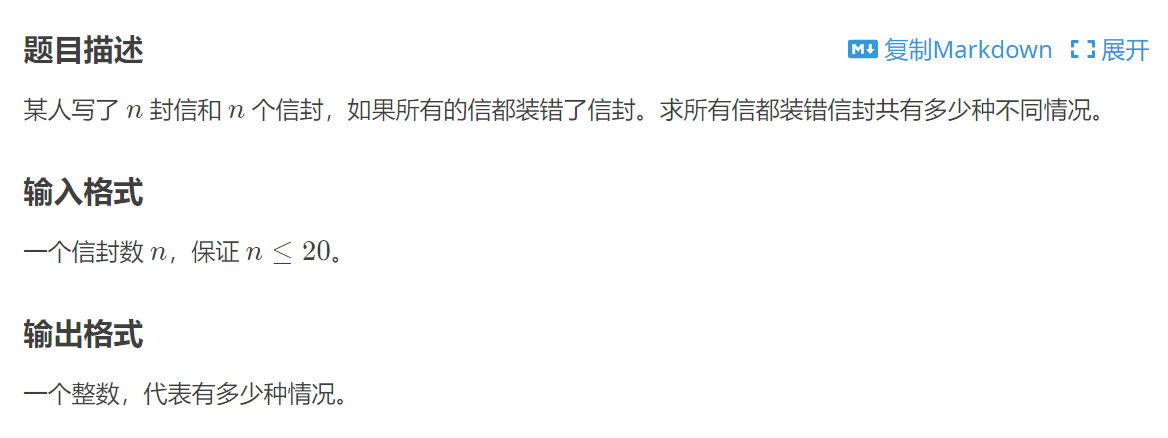 题目描述
复制Markdown 展开
某人写了 n 封信和 n 个信封，如果所有的信都装错了信封。求所有信都装错信封共有多少种不同情况。
输入格式
一个信封数 n，保证 n ≤ 20。
输出格式
一个整数，代表有多少种情况。